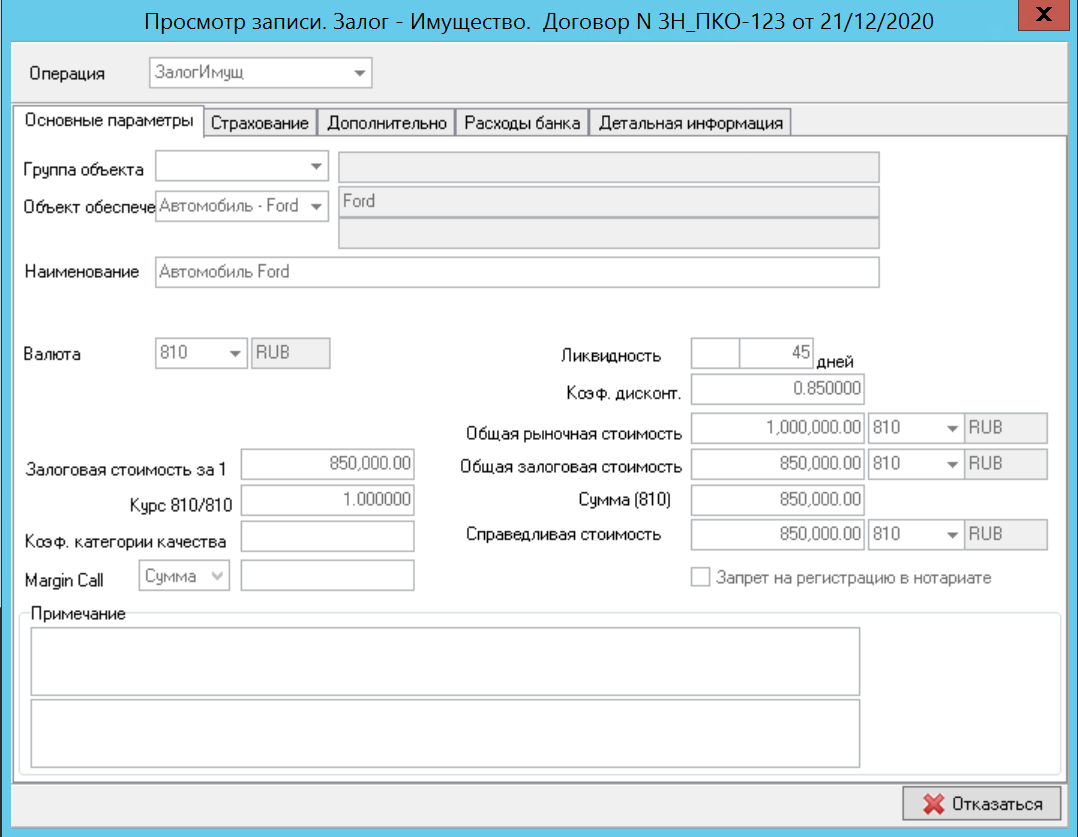 Просмотр записи. Залог - Имущество. Договор N ЗН_ПКО-123 от 21/12/2020
Операция ЗалогИмущ
Основные параметры Страхование Дополнительно Расходы банка Детальная информация
Группа объекта
Объект обеспече Автомобиль - Ford Ford
Наименование Автомобиль Ford
Валюта 810 RUB Ликвидность 45 дней
Коэф. дисконт. 0.850000
Общая рыночная стоимость 1,000,000.00 810 RUB
Залоговая стоимость за 1 850,000.00 Общая залоговая стоимость 850,000.00 810 RUB
Курс 810/810 1.000000 Сумма (810) 850,000.00
Коэф. категории качества Справедливая стоимость 850,000.00 810 RUB
Margin Call Сумма Запрет на регистрацию в нотариате
Примечание
Отказаться